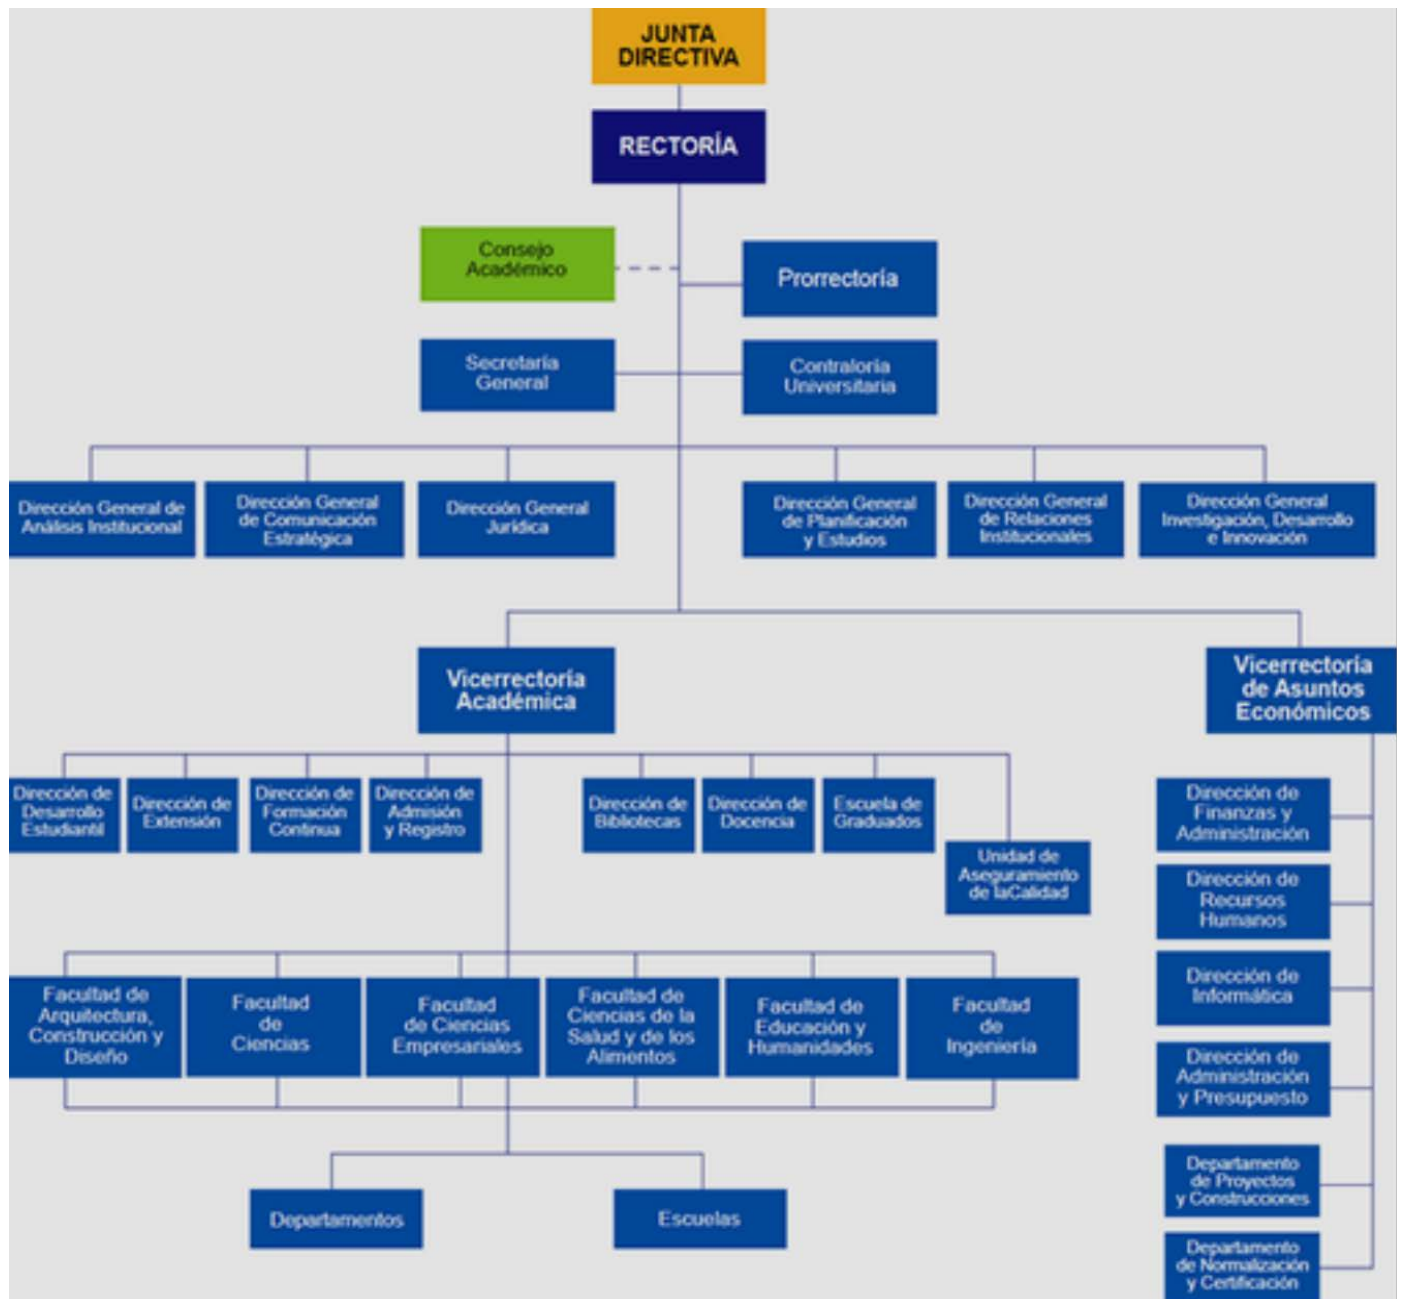 JUNTA
DIRECTIVA
RECTORÍA
Consejo
Académico
Prorrectoría
Secretaría
General
Contraloría
Universitaria
Dirección General de
Análisis Institucional
Dirección General
de Comunicación
Estratégica
Dirección General
Jurídica
Dirección General
de Planificación
y Estudios
Dirección General
de Relaciones
Institucionales
Dirección General
Investigación, Desarrollo
e Innovación
Vicerrectoría
Académica
Vicerrectoría
de Asuntos
Económicos
Dirección de
Desarrollo
Estudiantil
Dirección de
Extensión
Dirección de
Formación
Continua
Dirección de
Admisión
y Registro
Dirección de
Bibliotecas
Dirección de
Docencia
Escuela de
Graduados
Unidad de
Aseguramiento
de laCalidad
Dirección de
Finanzas y
Administración
Dirección de
Recursos
Humanos
Dirección de
Informática
Dirección de
Administración
y Presupuesto
Departamento
de Proyectos
y Construcciones
Departamento
de Normalización
y Certificación
Facultad de
Arquitectura,
Construcción y
Diseño
Facultad
de
Ciencias
Facultad
de Ciencias
Empresariales
Facultad de
Ciencias de la
Salud y de los
Alimentos
Facultad de
Educación y
Humanidades
Facultad
de
Ingeniería
Departamentos
Escuelas